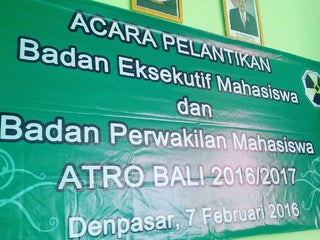 ACARA PELANTIKAN
Badan Eksekutif Mahasiswa
dan
Badan Perwakilan Mahasiswa
ATRO BALI 2016/2017
Denpasar, 7 Februari 2016